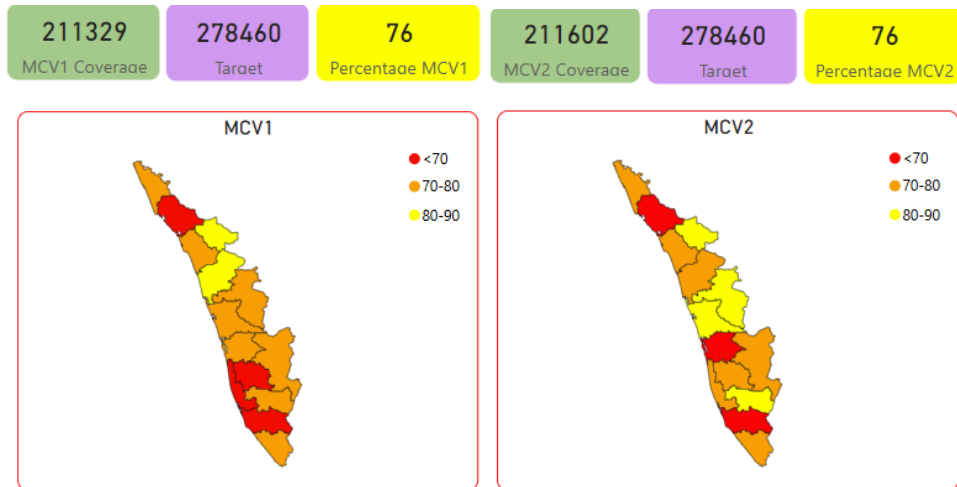 211329
MCV1 Coverage
278460
Target
76
Percentage MCV1
211602
MCV2 Coverage
278460
Target
76
Percentage MCV2
MCV1
<70
70-80
80-90
MCV2
<70
70-80
80-90